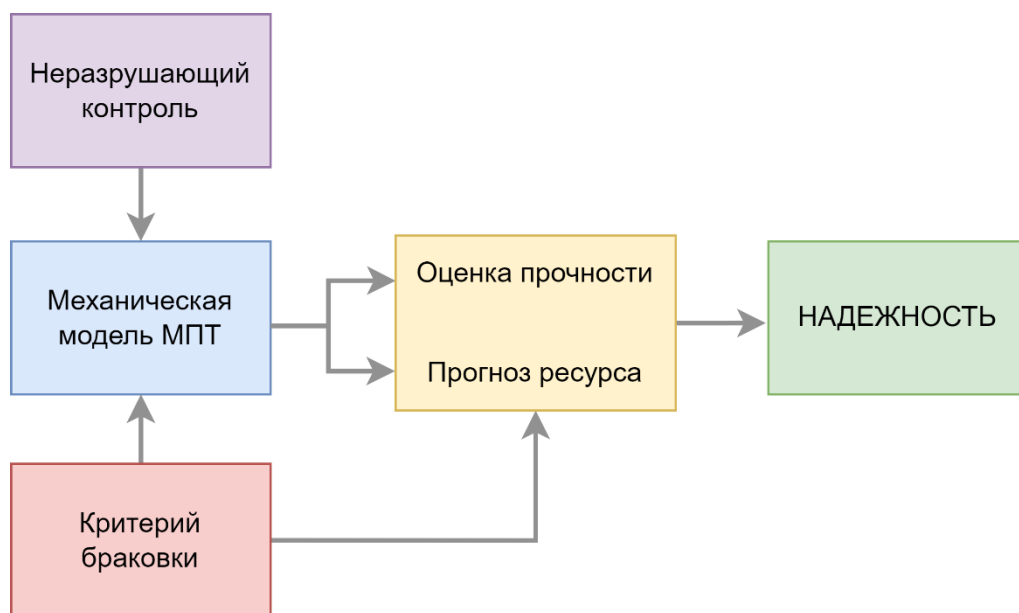 Неразрушающий
контроль
Механическая
модель МПТ
Оценка прочности
Прогноз ресурса
НАДЕЖНОСТЬ
Критерий
браковки